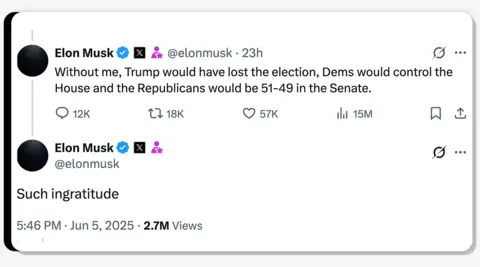 Elon Musk @elonmusk · 23h
Without me, Trump would have lost the election, Dems would control the
House and the Republicans would be 51-49 in the Senate.
12K 18K 57K 15M
Elon Musk
@elonmusk
Such ingratitude
5:46 PM · Jun 5, 2025 · 2.7M Views